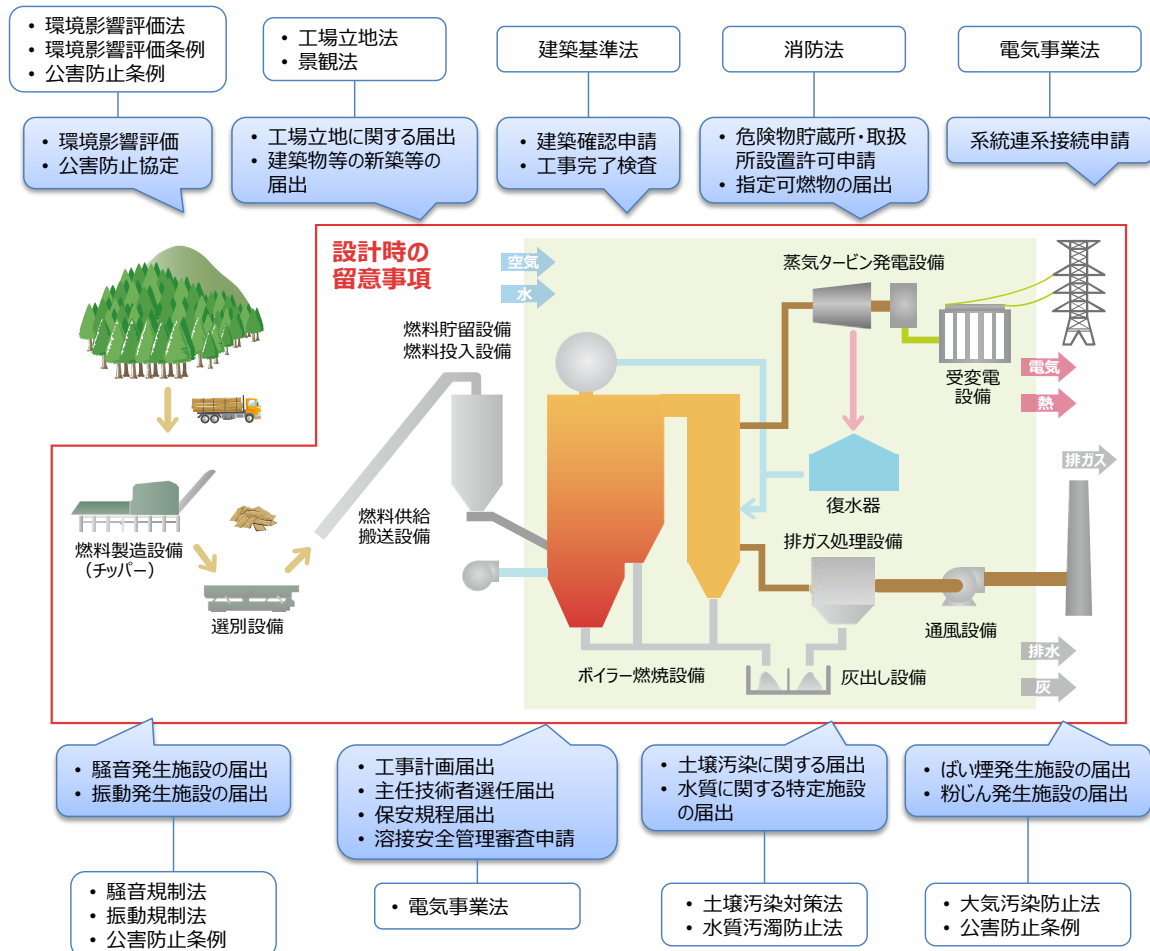 • 環境影響評価法
• 環境影響評価条例
• 公害防止条例
• 工場立地法
• 景観法
建築基準法
消防法
電気事業法
• 環境影響評価
• 公害防止協定
• 工場立地に関する届出
• 建築物等の新築等の
届出
• 建築確認申請
• 工事完了検査
• 危険物貯蔵所・取扱
所設置許可申請
• 指定可燃物の届出
系統連系接続申請
設計時の
留意事項
空気
水
蒸気タービン発電設備
燃料貯留設備
燃料投入設備
受変電
設備
電気
熱
排ガス
復水器
燃料供給
搬送設備
燃料製造設備
（チッパー）
選別設備
排ガス処理設備
通風設備
ボイラー燃焼設備
灰出し設備
排水
灰
• 騒音発生施設の届出
• 振動発生施設の届出
• 工事計画届出
• 主任技術者選任届出
• 保安規程届出
• 溶接安全管理審査申請
• 土壌汚染に関する届出
• 水質に関する特定施設
の届出
• ばい煙発生施設の届出
• 粉じん発生施設の届出
• 騒音規制法
• 振動規制法
• 公害防止条例
• 電気事業法
• 土壌汚染対策法
• 水質汚濁防止法
• 大気汚染防止法
• 公害防止条例